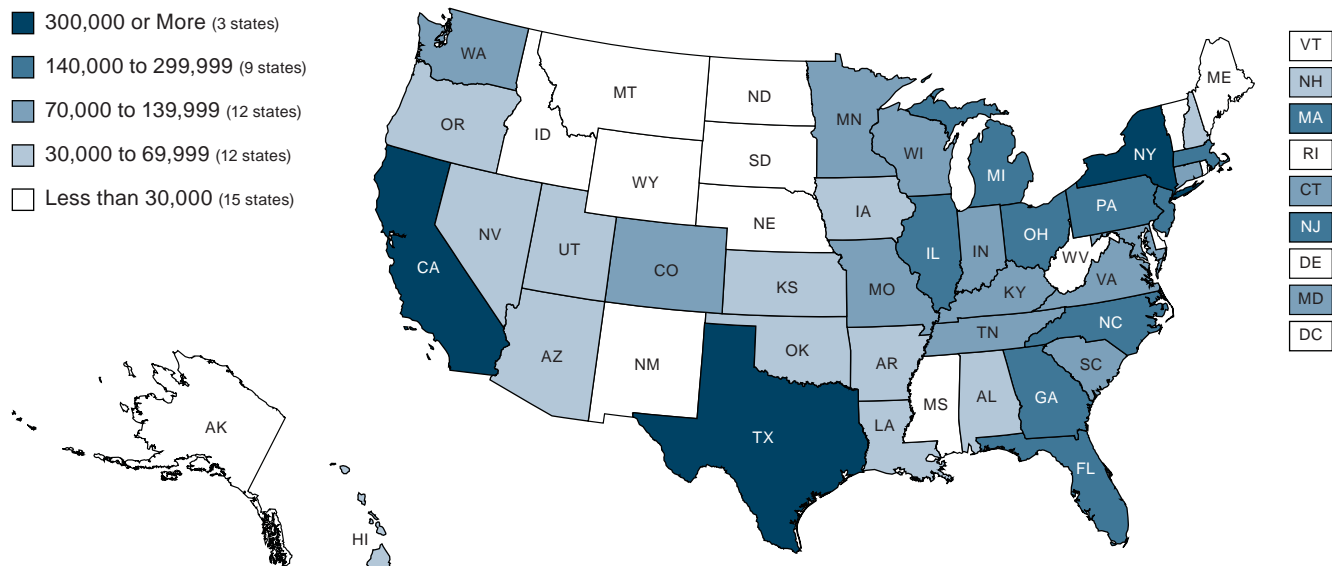 300,000 or More (3 states)
140,000 to 299,999 (9 states)
70,000 to 139,999 (12 states)
30,000 to 69,999 (12 states)
Less than 30,000 (15 states)
WA
OR
CA
NV
ID
MT
WY
UT
AZ
CO
NM
ND
SD
NE
KS
OK
TX
MN
IA
MO
AR
LA
WI
IL
MI
IN
OH
KY
TN
MS
AL
GA
FL
SC
NC
VA
WV
PA
NY
ME
AK
HI
VT
NH
MA
RI
CT
NJ
DE
MD
DC